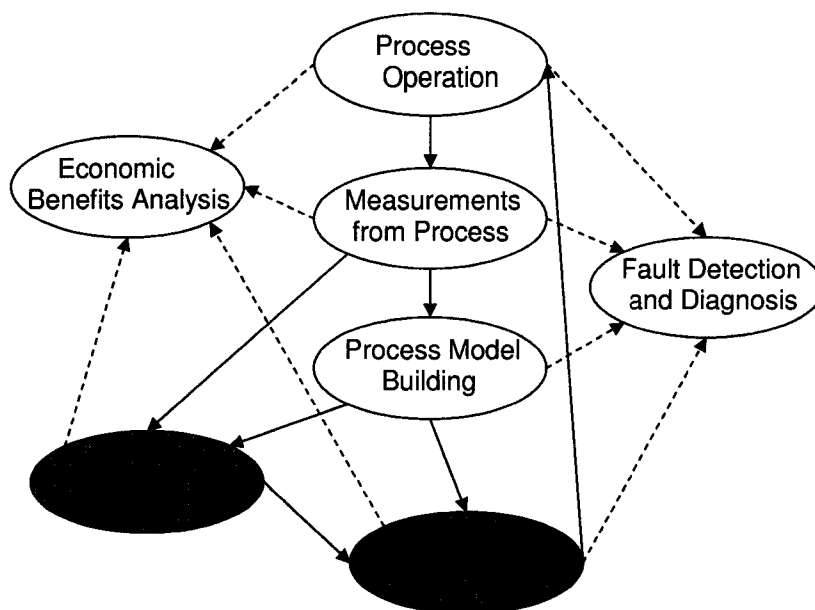 Process
Operation
Economic
Benefits Analysis
Measurements
from Process
Fault Detection
and Diagnosis
Process Model
Building